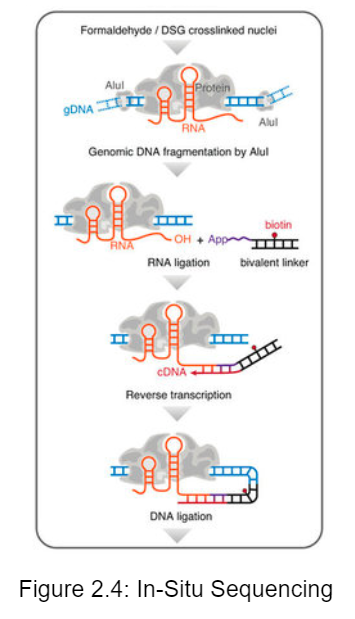 Formaldehyde / DSG crosslinked nuclei
AluI
Protein
gDNA
RNA
AluI
Genomic DNA fragmentation by AluI
biotin
RNA
OH + App
RNA ligation
bivalent linker
cDNA
Reverse transcription
DNA ligation
Figure 2.4: In-Situ Sequencing